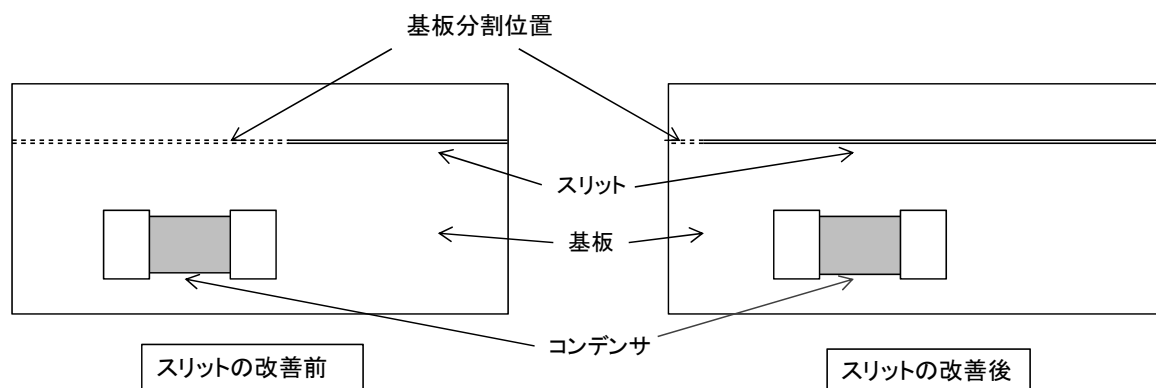 基板分割位置
スリット
基板
コンデンサ
スリットの改善前
スリットの改善後